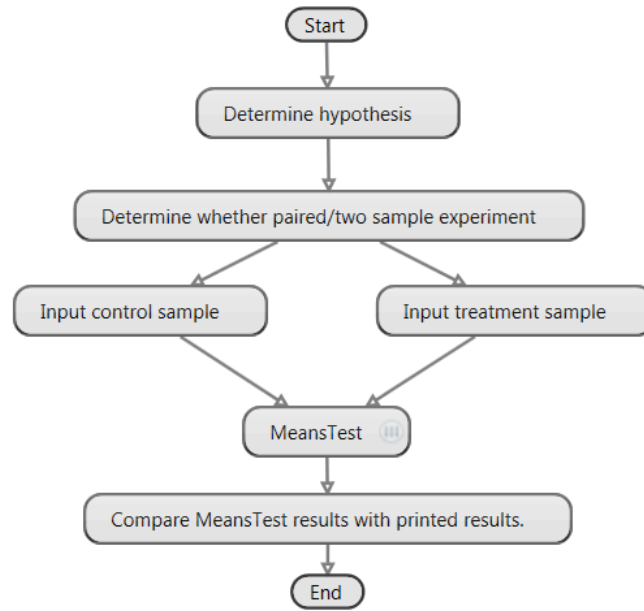 Start
Determine hypothesis
Determine whether paired/two sample experiment
Input control sample
Input treatment sample
MeansTest
Compare MeansTest results with printed results.
End